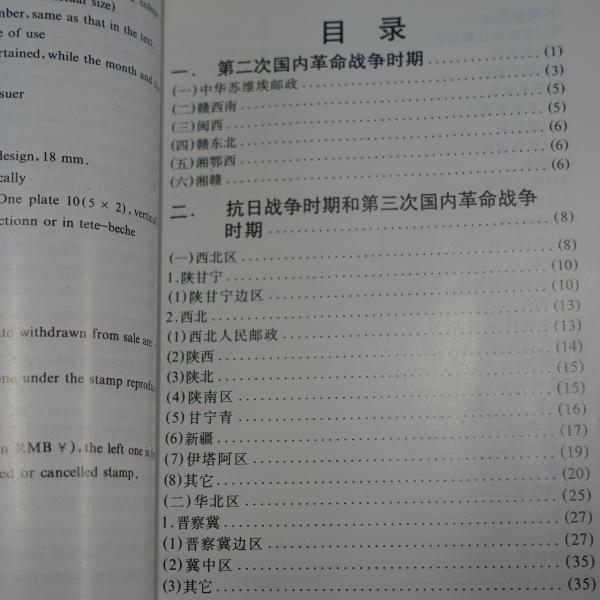 size)
same as that in the text.
of use
while the month and
suer
design, 18 mm.
cally
One plate 10(5 × 2), vertical
ctionn or in tete-beche
withdrawn from sale are
under the stamp
RMB ¥), the left one is
or cancelled stamp.
目 录
一. 第二次国内革命战争时期 (1)
(一)中华苏维埃邮政 (3)
(二)赣西南 (5)
(三)闽西 (5)
(四)赣东北 (6)
(五)湘鄂西 (6)
(六)湘赣 (6)
二. 抗日战争时期和第三次国内革命战争
时期 (8)
(一)西北区 (8)
1.陕甘宁 (10)
(1)陕甘宁边区 (10)
2.西北 (13)
(1)西北人民邮政 (13)
(2)陕西 (14)
(3)陕北 (15)
(4)陕南区 (15)
(5)甘宁青 (16)
(6)新疆 (17)
(7)伊塔阿区 (19)
(8)其它 (20)
(二)华北区 (25)
1.晋察冀 (27)
(1)晋察冀边区 (27)
(2)冀中区 (35)
(3)其它 (35)